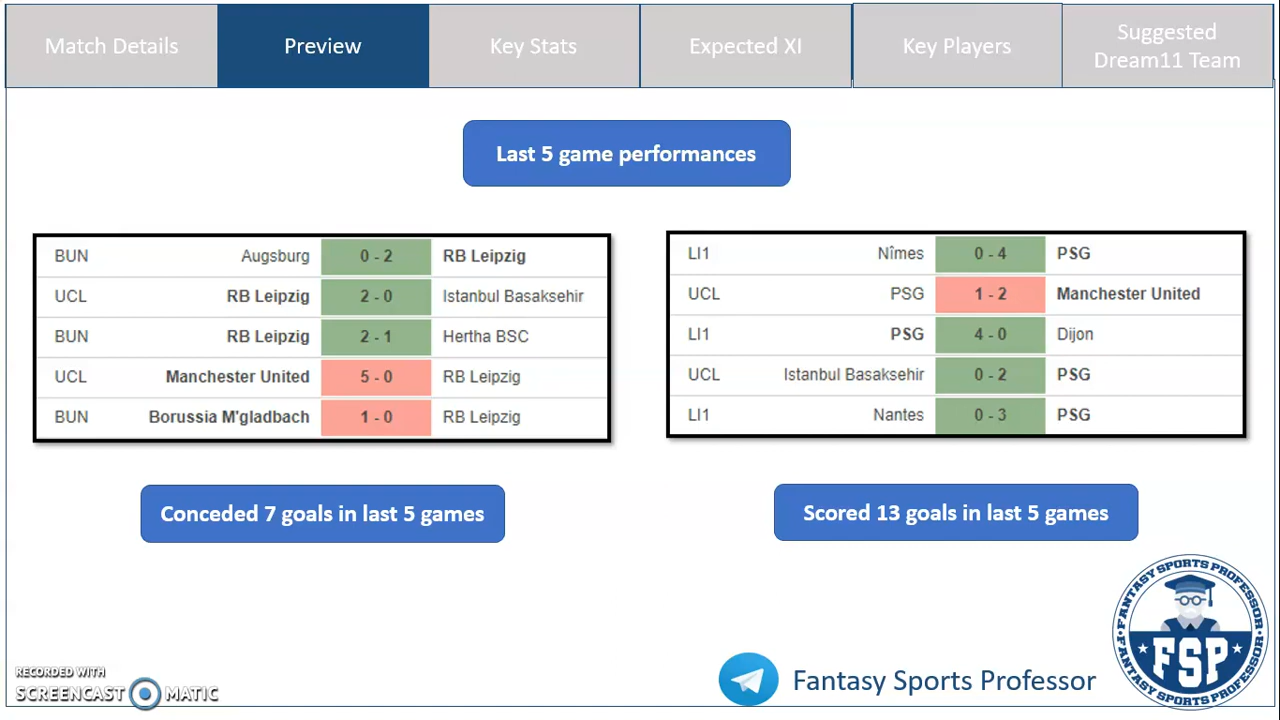 Match Details
Preview
Key Stats
Expected XI
Key Players
Suggested
Dream11 Team
Last 5 game performances
BUN Augsburg 0 - 2 RB Leipzig
UCL RB Leipzig 2 - 0 Istanbul Basaksehir
BUN RB Leipzig 2 - 1 Hertha BSC
UCL Manchester United 5 - 0 RB Leipzig
BUN Borussia M'gladbach 1 - 0 RB Leipzig
LI1 Nîmes 0 - 4 PSG
UCL PSG 1 - 2 Manchester United
LI1 PSG 4 - 0 Dijon
UCL Istanbul Basaksehir 0 - 2 PSG
LI1 Nantes 0 - 3 PSG
Conceded 7 goals in last 5 games
Scored 13 goals in last 5 games
FANTASY SPORTS PROFESSOR
FSP
FANTASY SPORTS PROFESSOR
RECORDED WITH
SCREENCAST MATIC
Fantasy Sports Professor